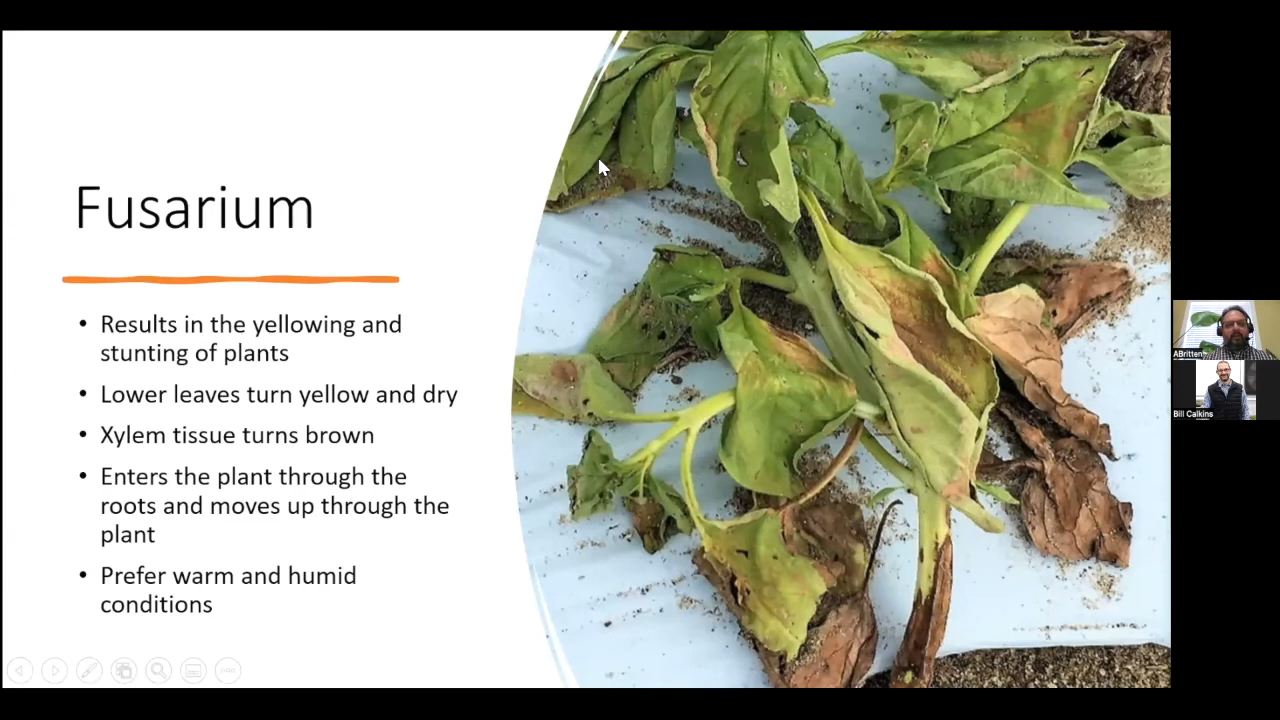 Fusarium
• Results in the yellowing and
stunting of plants
• Lower leaves turn yellow and dry
• Xylem tissue turns brown
• Enters the plant through the
roots and moves up through the
plant
• Prefer warm and humid
conditions
ABritten
Bill Calkins